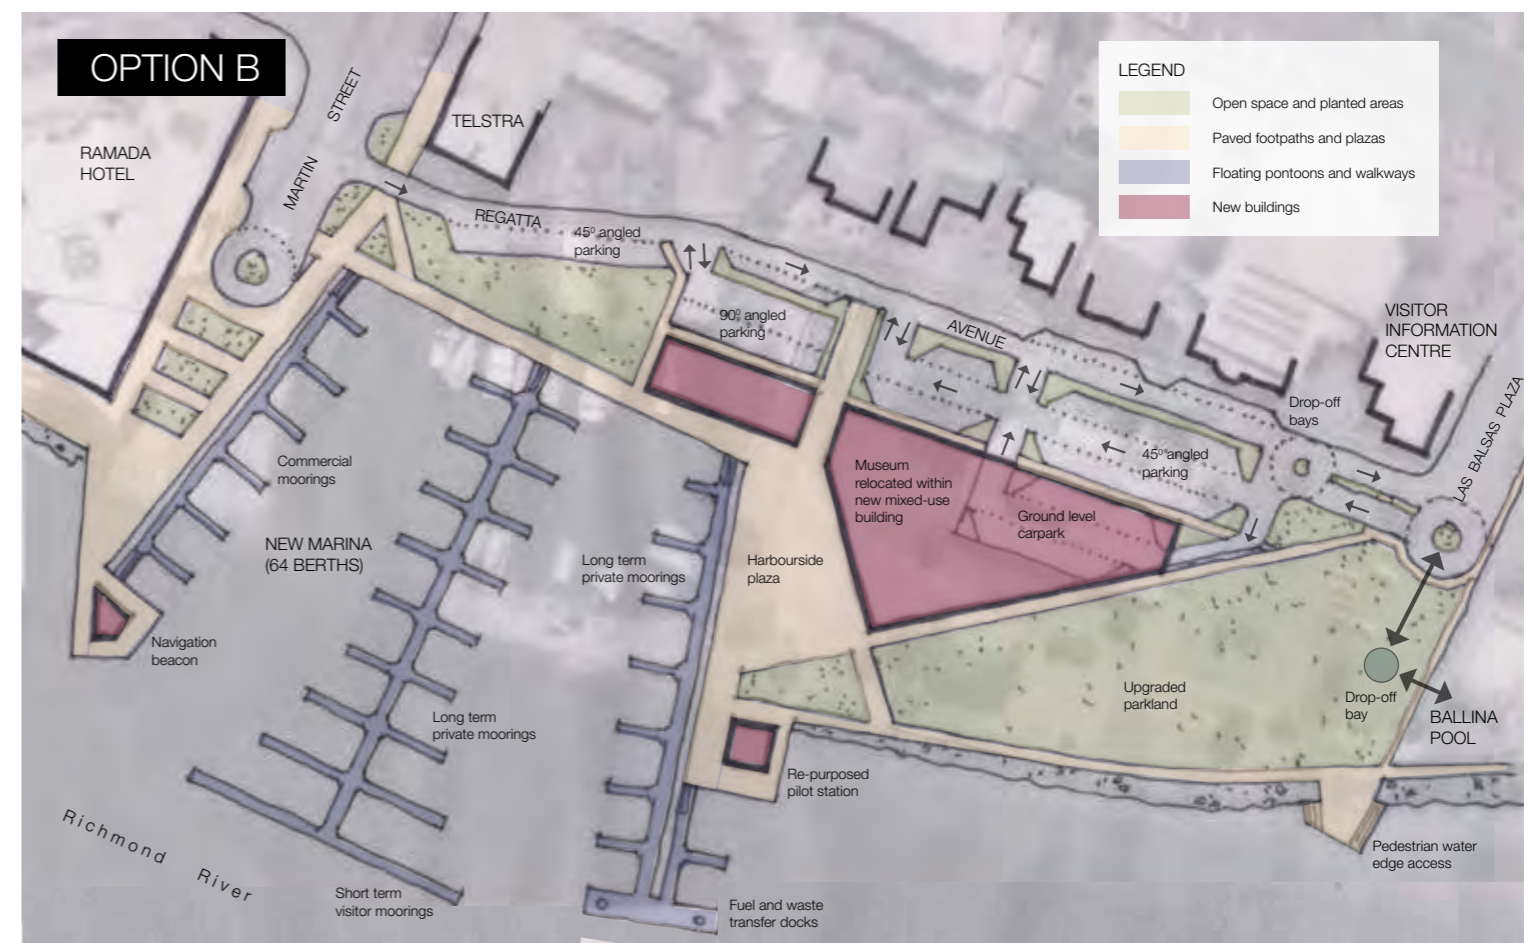 OPTION B
LEGEND
Open space and planted areas
Paved footpaths and plazas
Floating pontoons and walkways
New buildings
RAMADA
HOTEL
MARTIN STREET
TELSTRA
REGATTA
45º angled
parking
90º angled
parking
AVENUE
VISITOR
INFORMATION
CENTRE
Drop-off
bays
LAS BALSAS PLAZA
45º angled
parking
Commercial
moorings
Museum
relocated within
new mixed-use
building
Ground level
carpark
NEW MARINA
(64 BERTHS)
Long term
private moorings
Harbourside
plaza
Navigation
beacon
Long term
private moorings
Upgraded
parkland
Drop-off
bay
BALLINA
POOL
Re-purposed
pilot station
Richmond River
Pedestrian water
edge access
Short term
visitor moorings
Fuel and waste
transfer docks